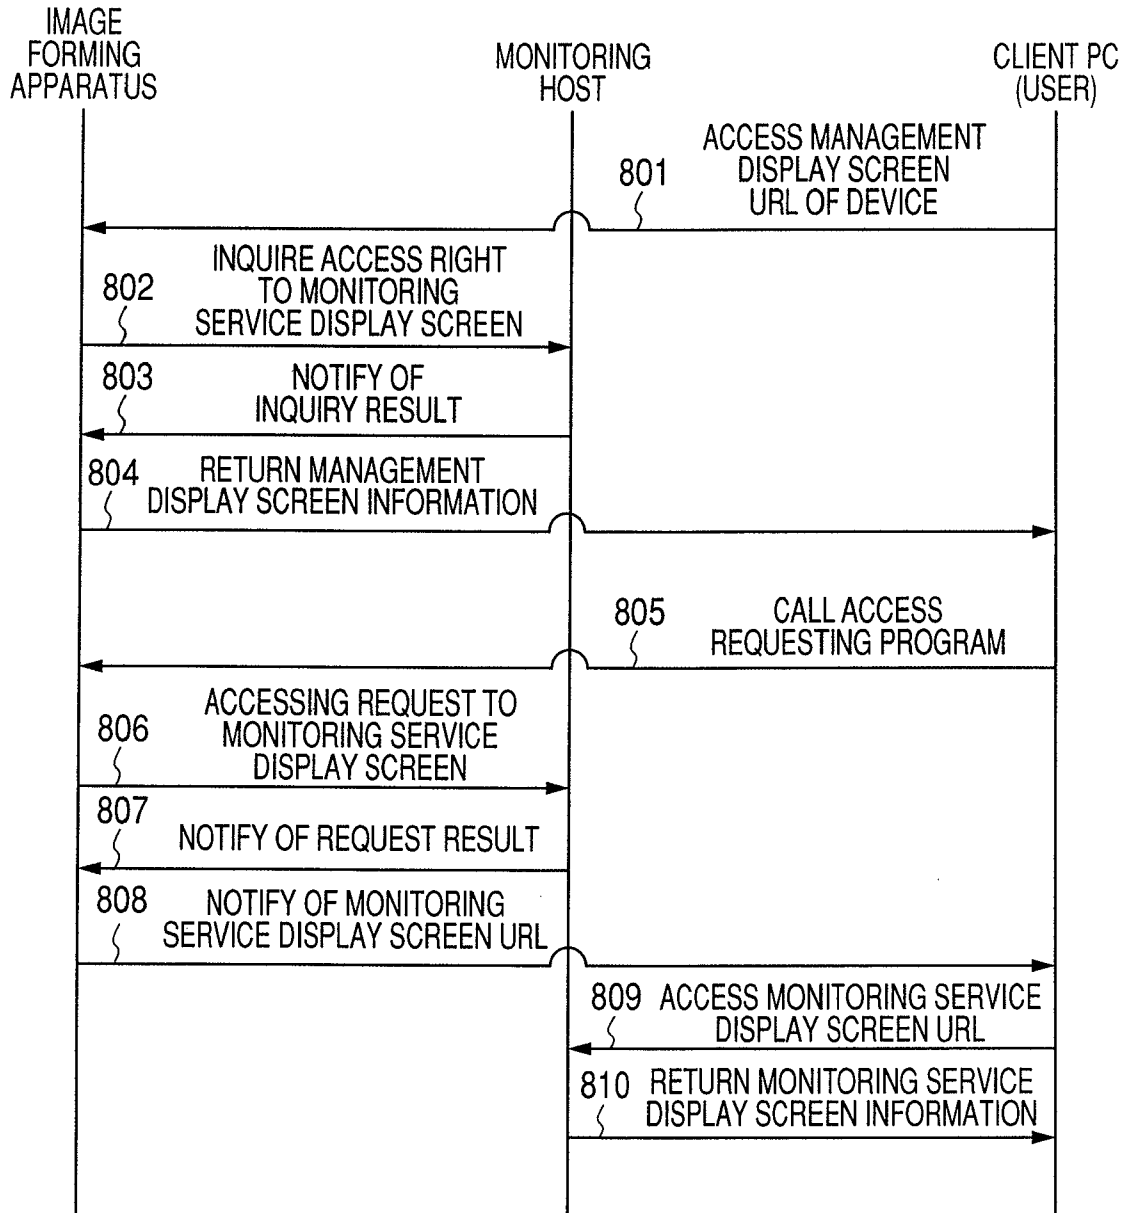 IMAGE
FORMING
APPARATUS
MONITORING
HOST
CLIENT PC
(USER)
ACCESS MANAGEMENT
DISPLAY SCREEN
URL OF DEVICE
801
INQUIRE ACCESS RIGHT
TO MONITORING
SERVICE DISPLAY SCREEN
802
803
NOTIFY OF
INQUIRY RESULT
804
RETURN MANAGEMENT
DISPLAY SCREEN INFORMATION
805
CALL ACCESS
REQUESTING PROGRAM
806
ACCESSING REQUEST TO
MONITORING SERVICE
DISPLAY SCREEN
807
NOTIFY OF REQUEST RESULT
808
NOTIFY OF MONITORING
SERVICE DISPLAY SCREEN URL
809
ACCESS MONITORING SERVICE
DISPLAY SCREEN URL
810
RETURN MONITORING SERVICE
DISPLAY SCREEN INFORMATION